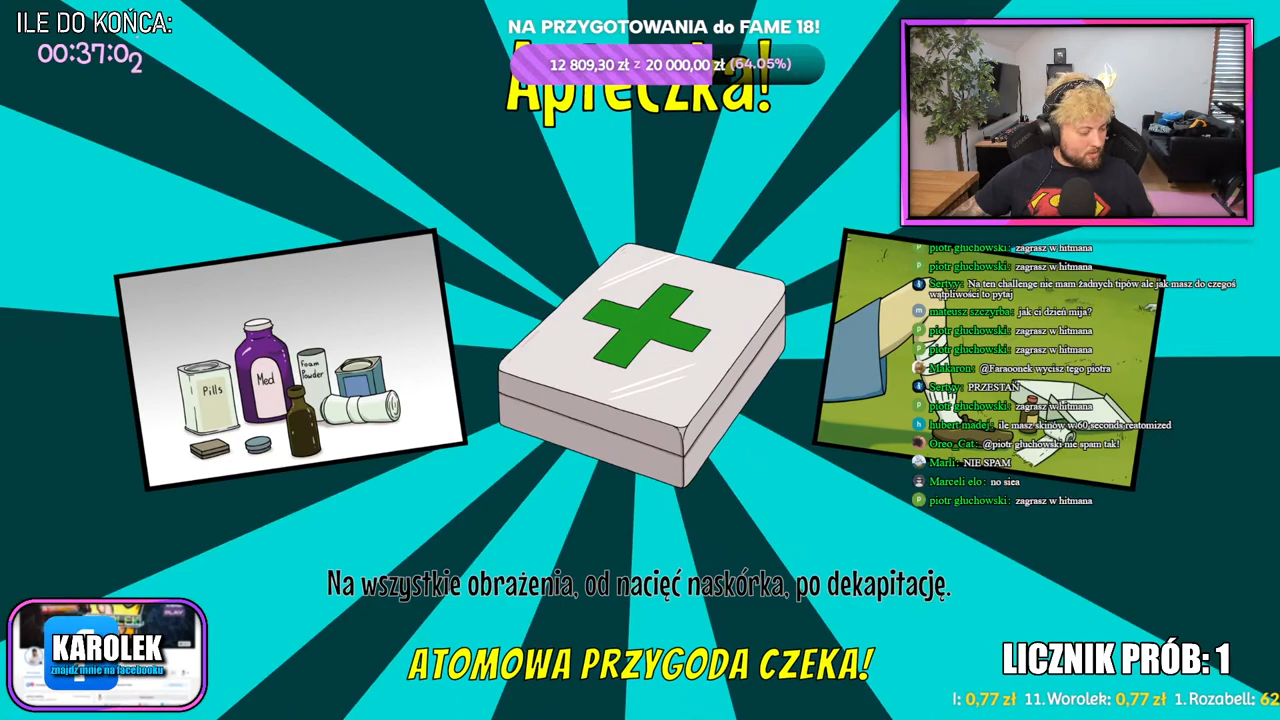 ILE DO KOŃCA:
00:37:02
NA PRZYGOTOWANIA do FAME 18!
12 809,30 zł z 20 000,00 zł (64.05%)
Apteczka!
Pills
Med
Foam
Powder
piotr głuchowski: zagrasz w hitmana
piotr głuchowski: zagrasz w hitmana
Sertyy: Na ten challenge nie mam żadnych tipów ale jak masz do czegoś
wątpliwości to pytaj
mateusz szczyrba: jak ci dzień mija?
piotr głuchowski: zagrasz w hitmana
piotr głuchowski: zagrasz w hitmana
Makaron: @Faraoonek wycisz tego piotra
Sertyy: PRZESTAŃ
piotr głuchowski: zagrasz w hitmana
hubert madej: ile masz skinów w60 seconds reatomized
Oreo_Cat: @piotr głuchowski nie spam tak!
Marli: NIE SPAM
Marceli elo: no siea
piotr głuchowski: zagrasz w hitmana
Na wszystkie obrażenia, od nacięć naskórka, po dekapitację.
ATOMOWA PRZYGODA CZEKA!
KAROLEK
znajdź mnie na facebooku
LICZNIK PRÓB: 1
I: 0,77 zł 11.Worolek: 0,77 zł 1.Rozabell: 62